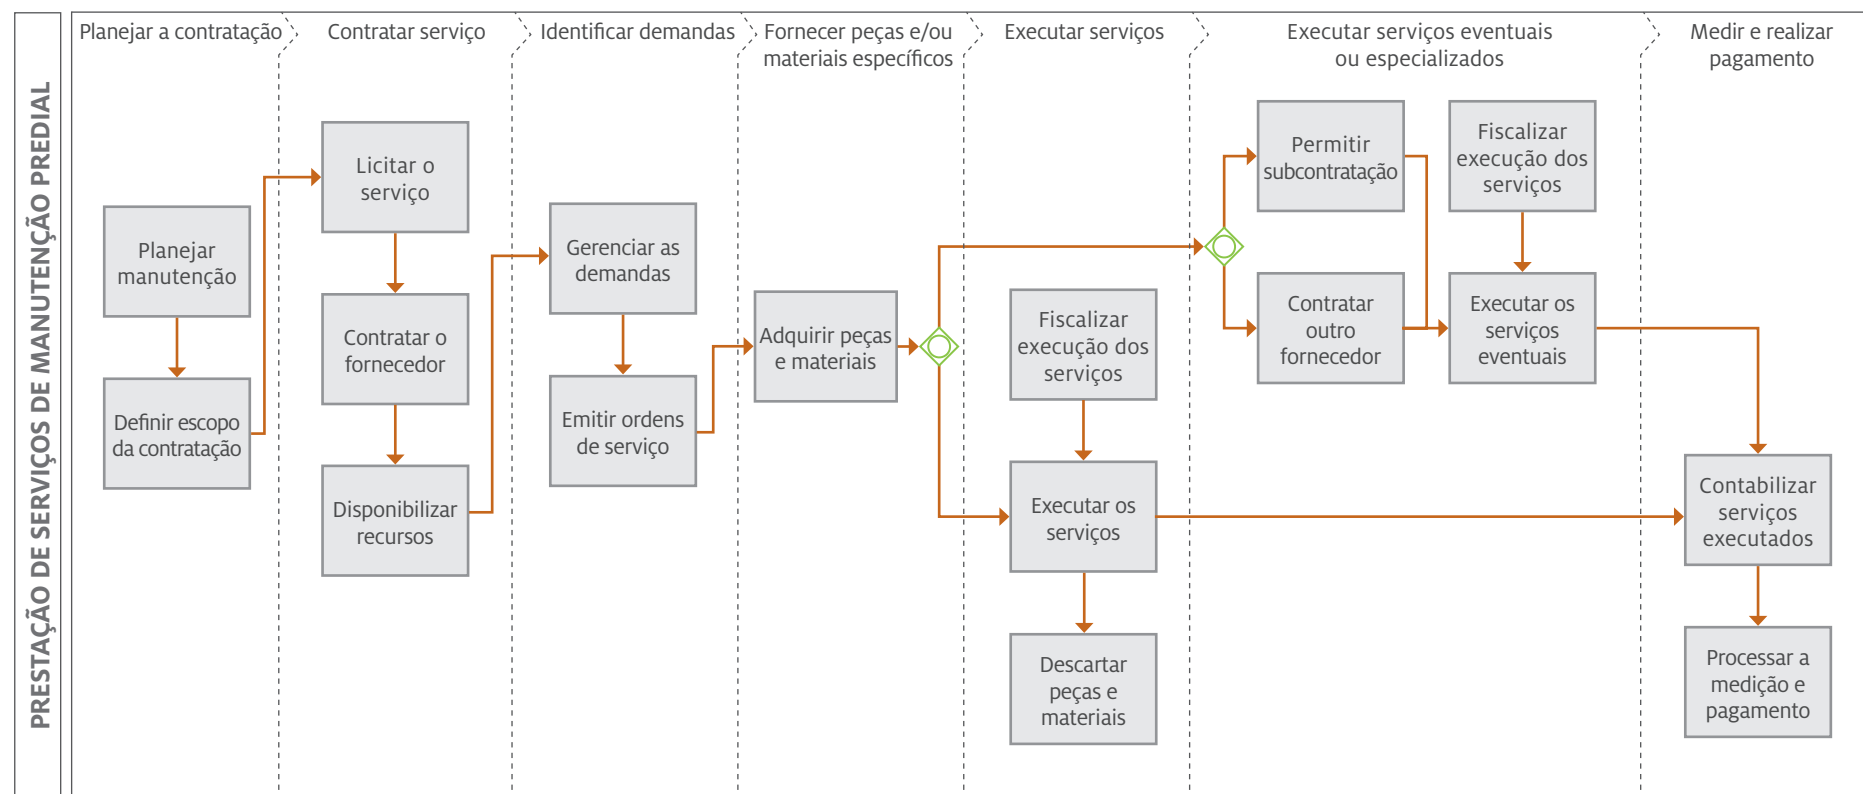 PRESTAÇÃO DE SERVIÇOS DE MANUTENÇÃO PREDIAL
Planejar a contratação
Planejar
manutenção
Definir escopo
da contratação
Contratar serviço
Licitar o
serviço
Contratar o
fornecedor
Disponibilizar
recursos
Identificar demandas
Gerenciar as
demandas
Emitir ordens
de serviço
Fornecer peças e/ou
materiais específicos
Adquirir peças
e materiais
Executar serviços
Fiscalizar
execução dos
serviços
Executar os
serviços
Descartar
peças e
materiais
Executar serviços eventuais
ou especializados
Permitir
subcontratação
Contratar
outro
fornecedor
Fiscalizar
execução dos
serviços
Executar os
serviços
eventuais
Medir e realizar
pagamento
Contabilizar
serviços
executados
Processar a
medição e
pagamento